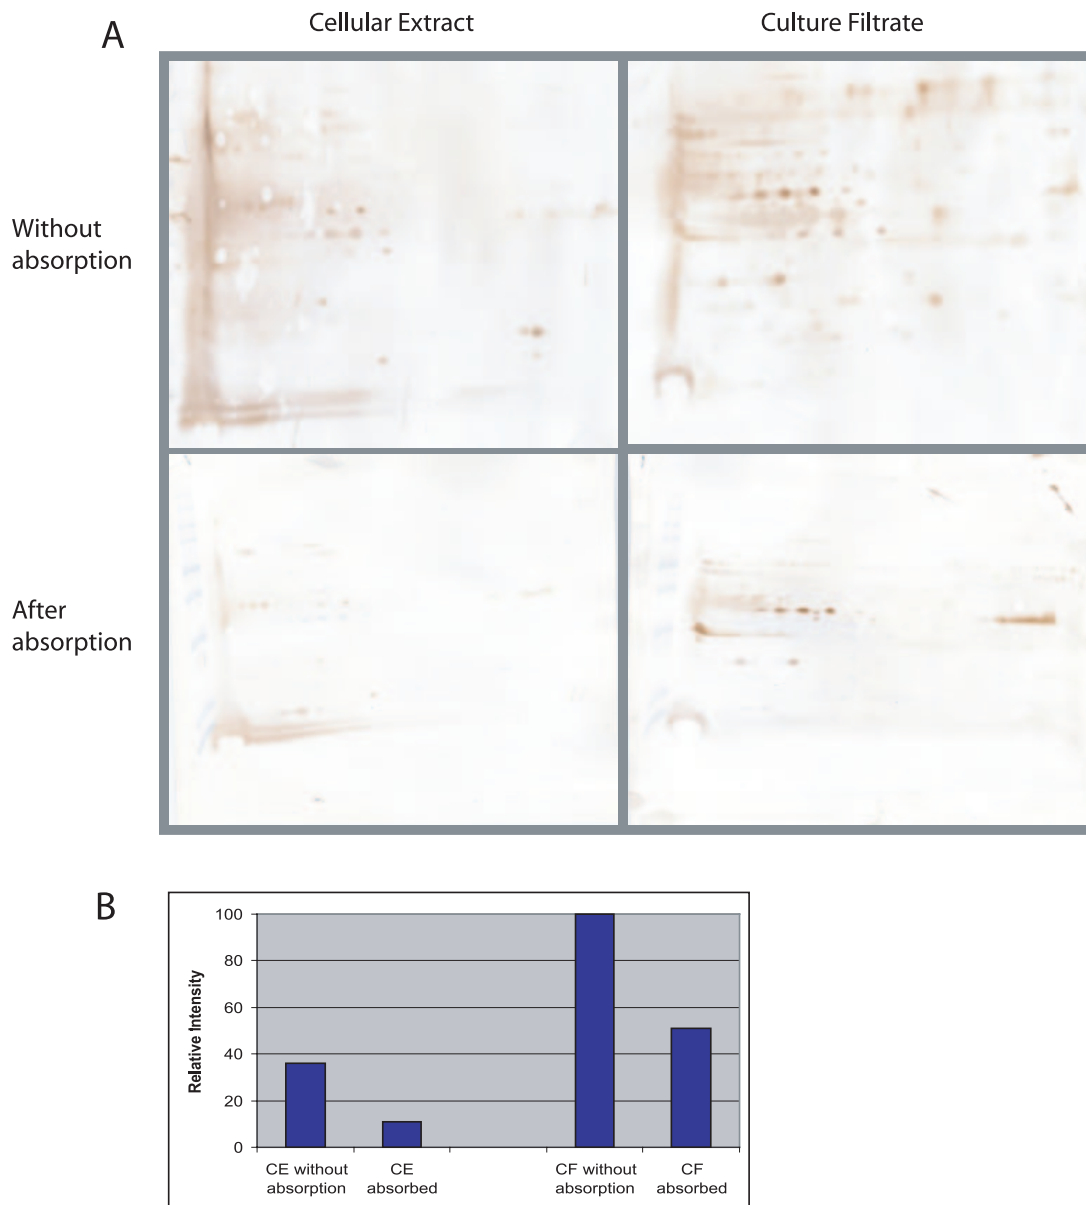 A
Cellular Extract
Culture Filtrate
Without
absorption
After
absorption
B
100
80
60
40
20
0
Relative Intensity
CE without
absorption
CE
absorbed
CF without
absorption
CF
absorbed